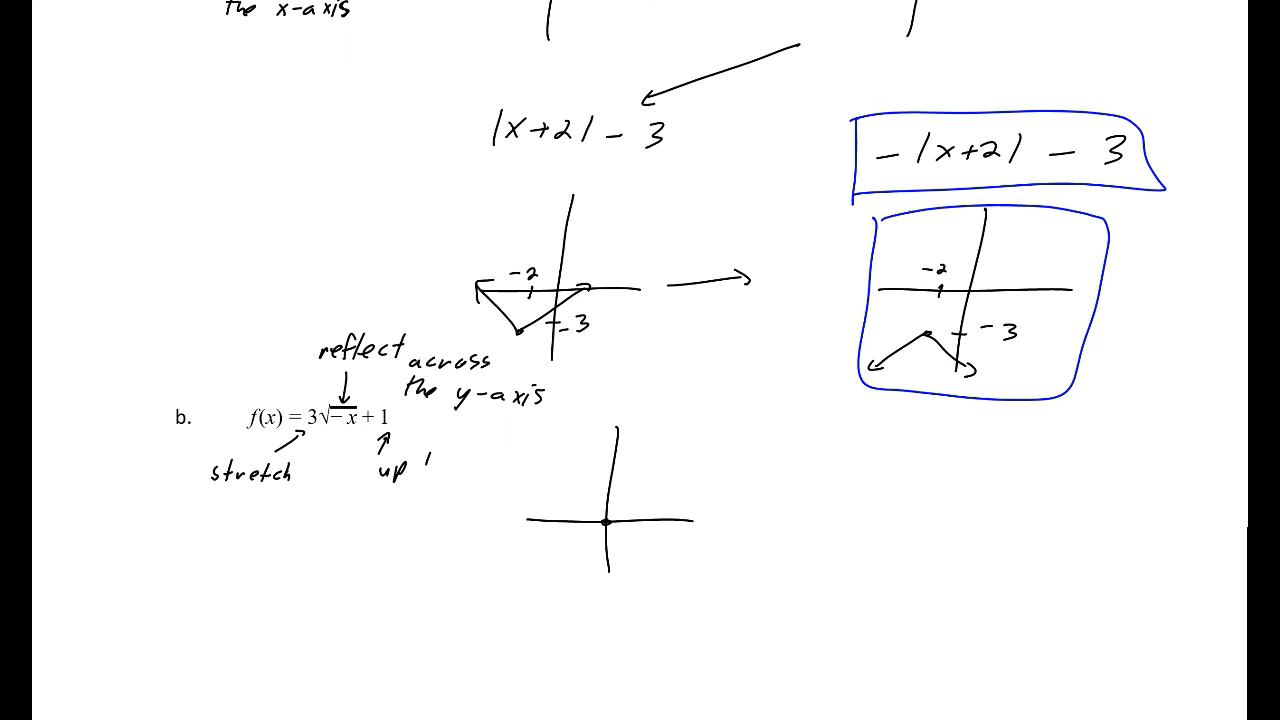 the x-axis
|x+2| - 3
- |x+2| - 3
-2
-3
-2
-3
reflect across
the y-axis
b. f(x) = 3√-x + 1
stretch
up 1